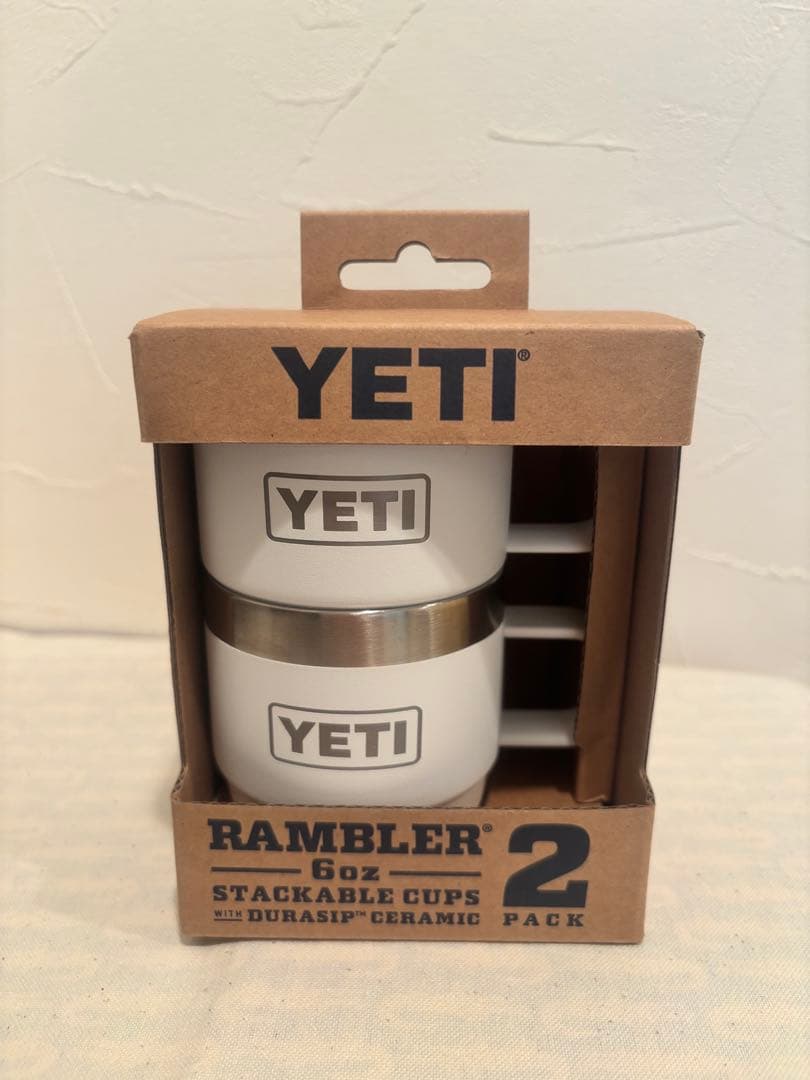 YETI®
YETI
YETI
RAMBLER®
6oz
STACKABLE CUPS
WITH DURASIP™ CERAMIC
2
PACK